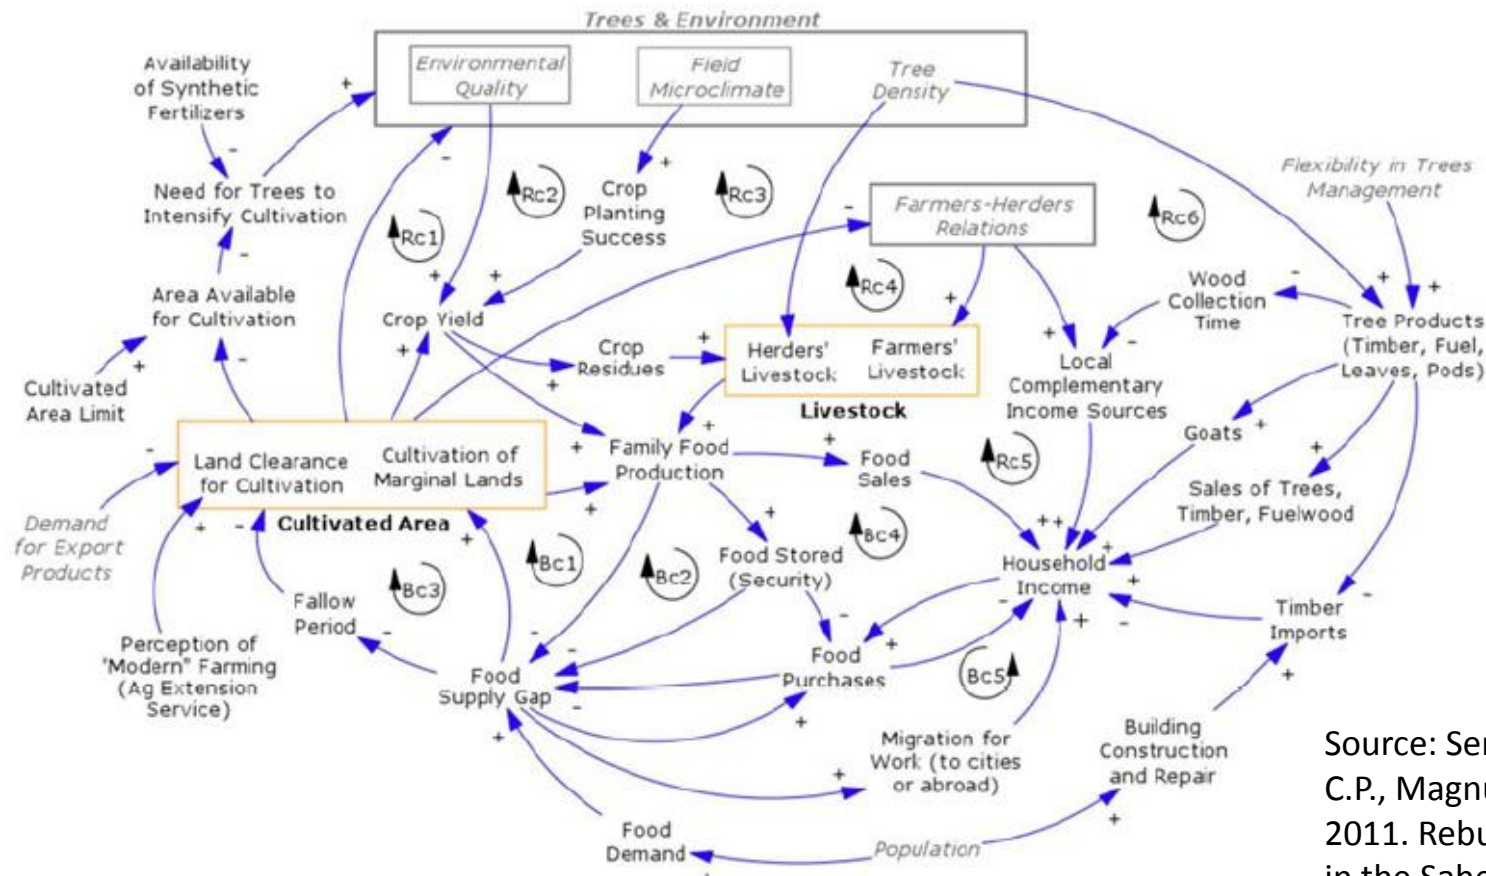 Trees & Environment
Availability
of Synthetic
Fertilizers
+
Environmental
Quality
Field
Microclimate
Tree
Density
-
-
Need for Trees to
Intensify Cultivation
Rc1
Rc2
+
Crop
Planting
Success
Rc3
-
Farmers-Herders
Relations
Rc6
Flexibility in Trees
Management
-
Area Available
for Cultivation
+
+
Crop Yield
Rc4
+
Wood
Collection
Time
-
+
+
Tree Products
(Timber, Fuel,
Leaves, Pods)
+
Cultivated
Area Limit
-
+
Crop
Residues
+
+
Herders'
Livestock
Farmers'
Livestock
Livestock
+
-
Local
Complementary
Income Sources
-
Land Clearance
for Cultivation
Cultivation of
Marginal Lands
Cultivated Area
+
+
Family Food
Production
+
+
Food
Sales
Rc5
Goats
+
+
Sales of Trees,
Timber, Fuelwood
Demand
for Export
Products
+
-
+
Bc3
Bc1
Bc2
+
Food Stored
(Security)
Bc4
+
+
+
Household
Income
+
-
+
-
-
Timber
Imports
+
Perception of
"Modern" Farming
(Ag Extension
Service)
Fallow
Period
-
-
-
Food
Supply Gap
-
-
Food
Purchases
+
+
Bc5
+
+
Migration for
Work (to cities
or abroad)
Building
Construction
and Repair
+
Food
Demand
Population
Source: Ser
C.P., Magnu
2011. Rebu
in the Sahe